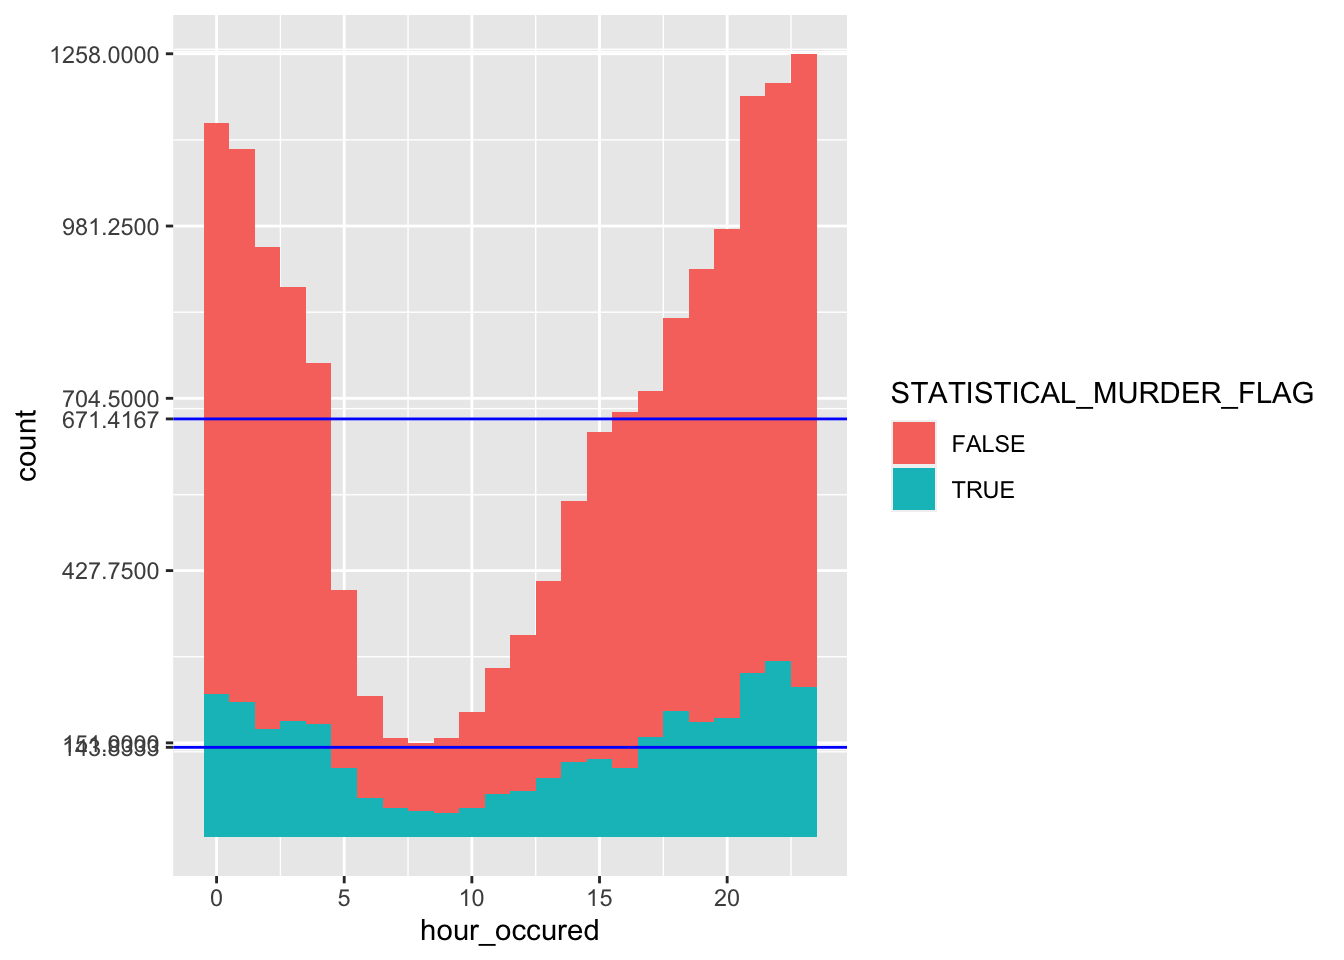 1258.0000
981.2500
704.5000
671.4167
427.7500
0
5
10
15
20
hour_occured
count
STATISTICAL_MURDER_FLAG
FALSE
TRUE